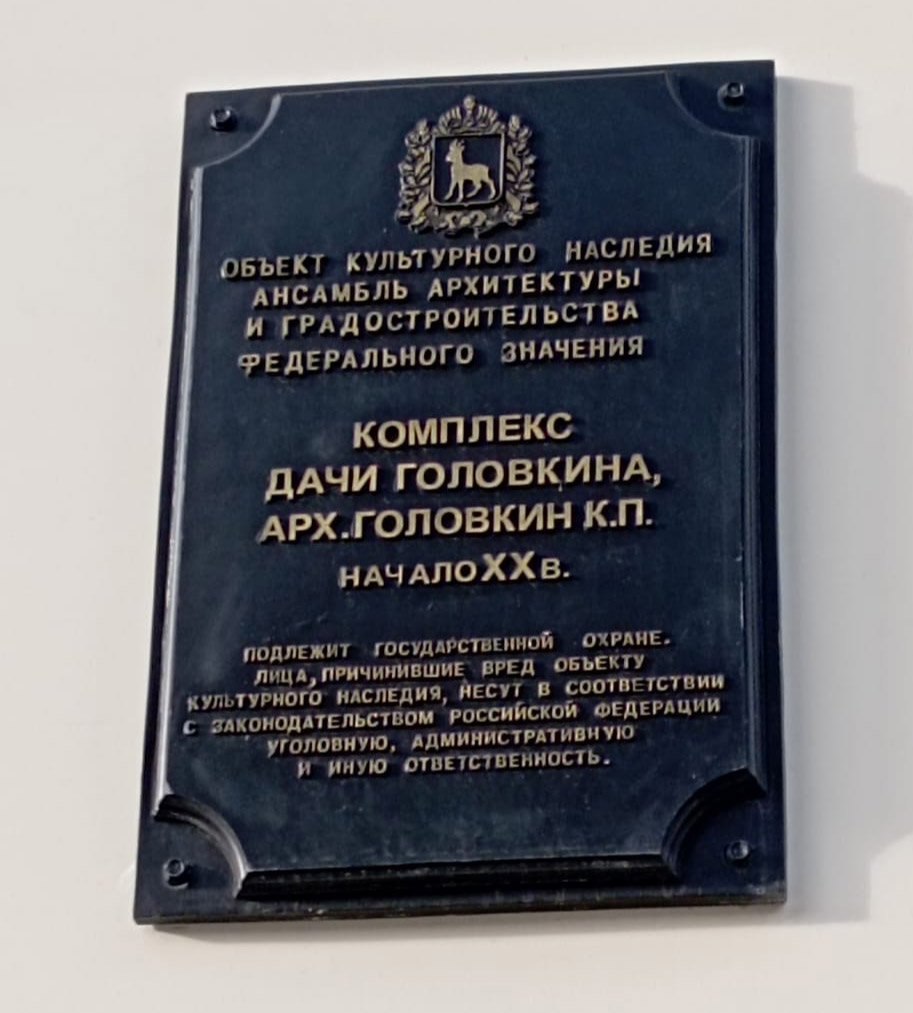 ОБЪЕКТ КУЛЬТУРНОГО НАСЛЕДИЯ
АНСАМБЛЬ АРХИТЕКТУРЫ
И ГРАДОСТРОИТЕЛЬСТВА
ФЕДЕРАЛЬНОГО ЗНАЧЕНИЯ
КОМПЛЕКС
ДАЧИ ГОЛОВКИНА,
АРХ.ГОЛОВКИН К.П.
НАЧАЛО XX В.
ПОДЛЕЖИТ ГОСУДАРСТВЕННОЙ ОХРАНЕ.
ЛИЦА, ПРИЧИНИВШИЕ ВРЕД ОБЪЕКТУ
КУЛЬТУРНОГО НАСЛЕДИЯ, НЕСУТ В СООТВЕТСТВИИ
С ЗАКОНОДАТЕЛЬСТВОМ РОССИЙСКОЙ ФЕДЕРАЦИИ
УГОЛОВНУЮ, АДМИНИСТРАТИВНУЮ
И ИНУЮ ОТВЕТСТВЕННОСТЬ.